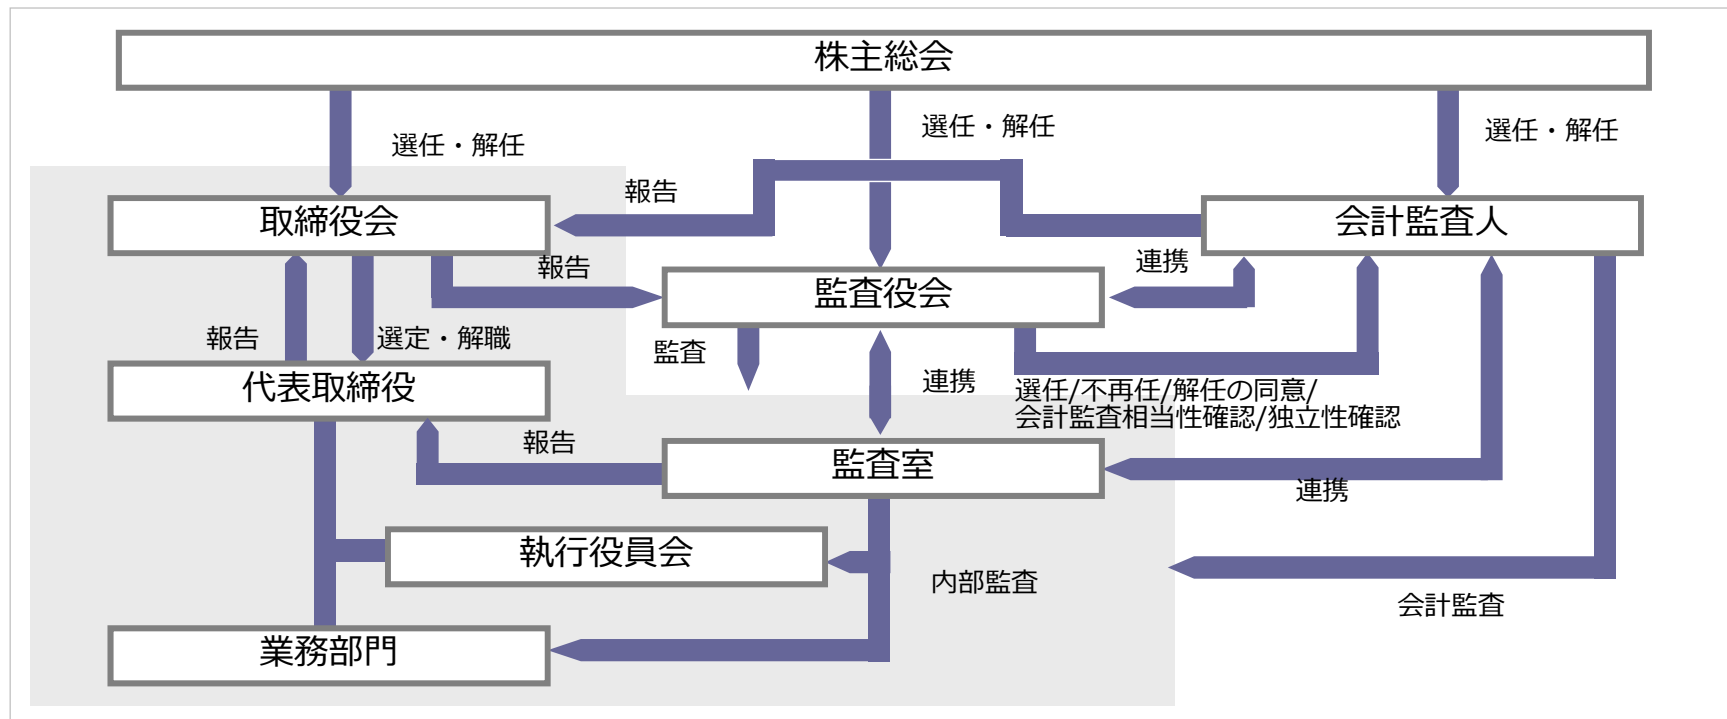 株主総会
選任・解任
選任・解任
選任・解任
報告
取締役会
会計監査人
報告
連携
監査役会
報告
選定・解職
監査
代表取締役
連携
選任/不再任/解任の同意/
会計監査相当性確認/独立性確認
報告
監査室
連携
執行役員会
内部監査
会計監査
業務部門